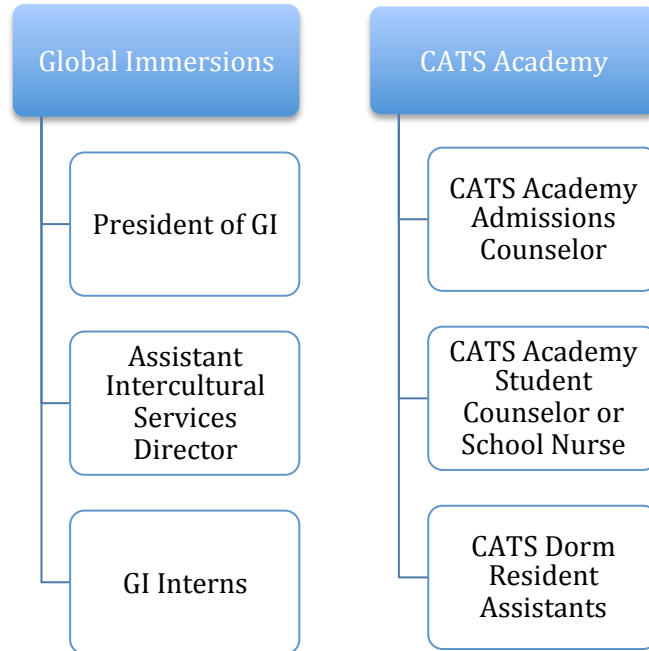 Global Immersions
President of GI
Assistant
Intercultural
Services
Director
GI Interns
CATS Academy
CATS Academy
Admissions
Counselor
CATS Academy
Student
Counselor or
School Nurse
CATS Dorm
Resident
Assistants